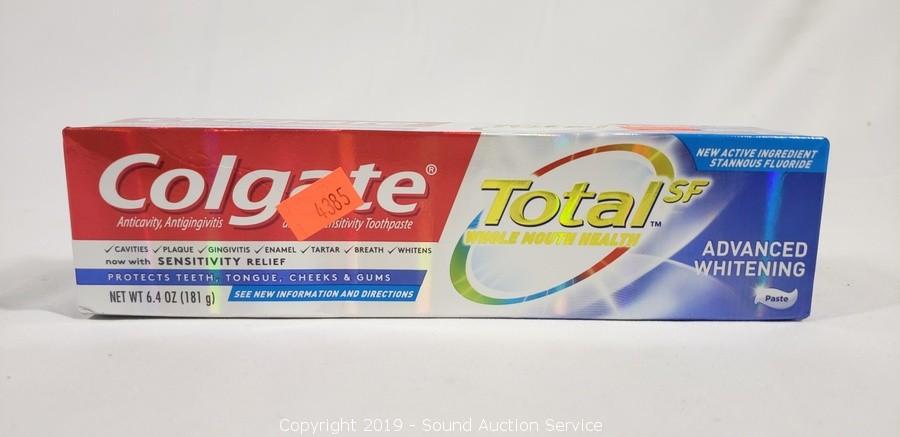 Colgate®
Anticavity, Antigingivitis Sensitivity Toothpaste
4385
✓CAVITIES ✓PLAQUE ✓GINGIVITIS ✓ENAMEL ✓TARTAR ✓BREATH ✓WHITENS
now with SENSITIVITY RELIEF
PROTECTS TEETH, TONGUE, CHEEKS & GUMS
NET WT 6.4 OZ (181 g)
SEE NEW INFORMATION AND DIRECTIONS
NEW ACTIVE INGREDIENT
STANNOUS FLUORIDE
Total SF™
WHOLE MOUTH HEALTH
ADVANCED
WHITENING
Paste
Copyright 2019 - Sound Auction Service